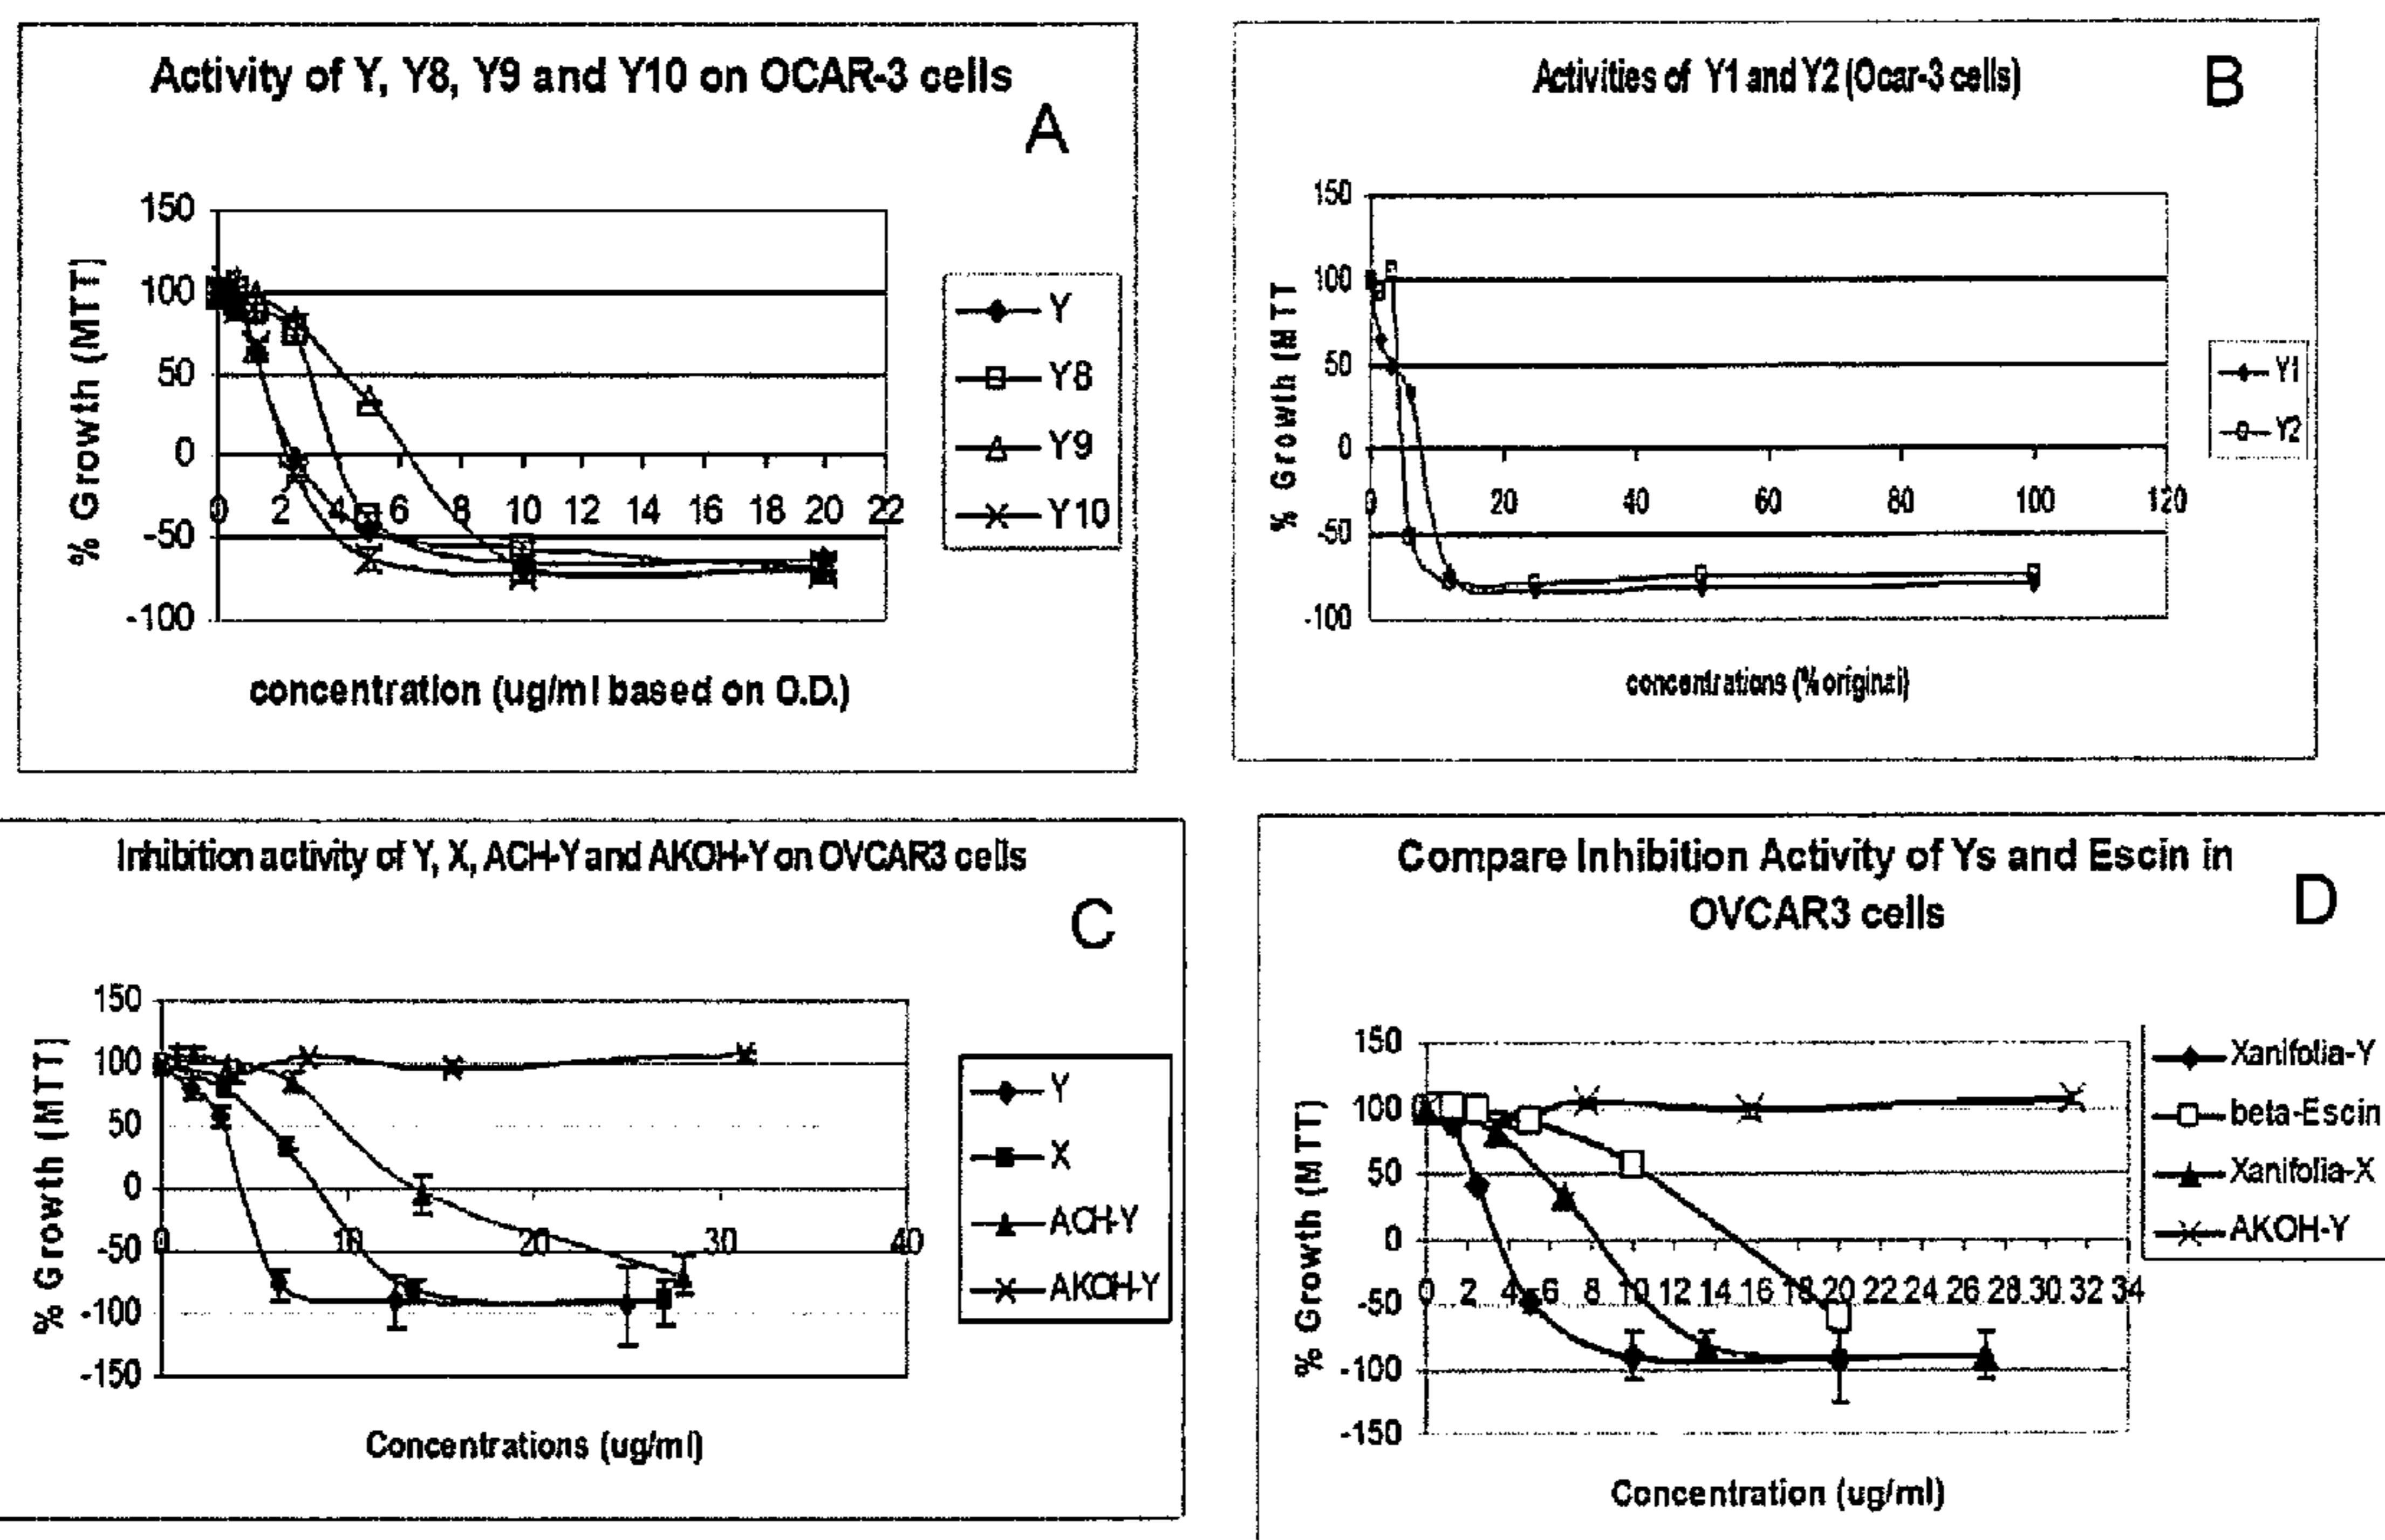 Activity of Y, Y8, Y9 and Y10 on OCAR-3 cells
A
% Growth (MTT)
150
100
50
0
-50
-100
0 2 4 6 8 10 12 14 16 18 20 22
concentration (ug/ml based on O.D.)
Y
Y8
Y9
Y10
Activities of Y1 and Y2 (Ocar-3 cells)
B
% Growth (MTT
150
100
50
0
-50
-100
0 20 40 60 80 100 120
concentrations (% original)
Y1
Y2
Inhibition activity of Y, X, ACH-Y and AKOH-Y on OVCAR3 cells
C
% Growth (MTT)
150
100
50
0
-50
-100
-150
0 10 20 30 40
Concentrations (ug/ml)
Y
X
ACH-Y
AKOH-Y
Compare Inhibition Activity of Ys and Escin in
OVCAR3 cells
D
% Growth (MTT)
150
100
50
0
-50
-100
-150
0 2 4 6 8 10 12 14 16 18 20 22 24 26 28 30 32 34
Concentration (ug/ml)
Xanifolia-Y
beta-Escin
Xanifolia-X
AKOH-Y